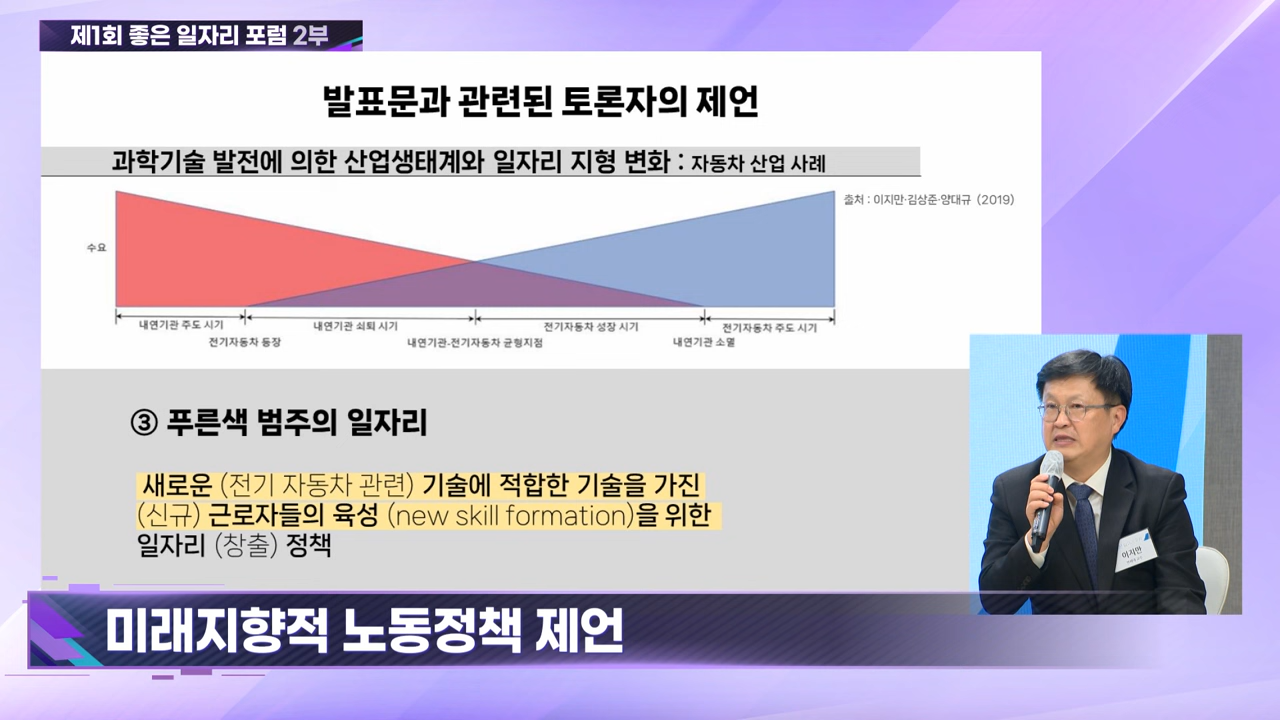 제1회 좋은 일자리 포럼 2부
발표문과 관련된 토론자의 제언
과학기술 발전에 의한 산업생태계와 일자리 지형 변화 : 자동차 산업 사례
출처 : 이지만·김상준·양대규 (2019)
수요
내연기관 주도 시기
내연기관 쇠퇴 시기
전기자동차 성장 시기
전기자동차 주도 시기
전기자동차 등장
내연기관-전기자동차 균형지점
내연기관 소멸
③ 푸른색 범주의 일자리
새로운 (전기 자동차 관련) 기술에 적합한 기술을 가진
(신규) 근로자들의 육성 (new skill formation)을 위한
일자리 (창출) 정책
이지만
미래지향적 노동정책 제언